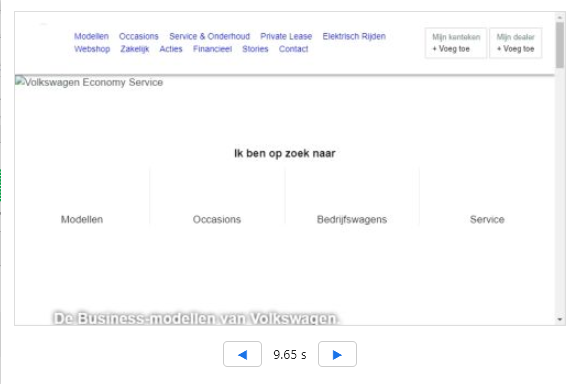 Modellen Occasions Service & Onderhoud Private Lease Elektrisch Rijden
Webshop Zakelijk Acties Financieel Stories Contact
Mijn kenteken
+ Voeg toe
Mijn dealer
+ Voeg toe
Volkswagen Economy Service
Ik ben op zoek naar
Modellen Occasions Bedrijfswagens Service
De Business-modellen van Volkswagen.
9.65 s